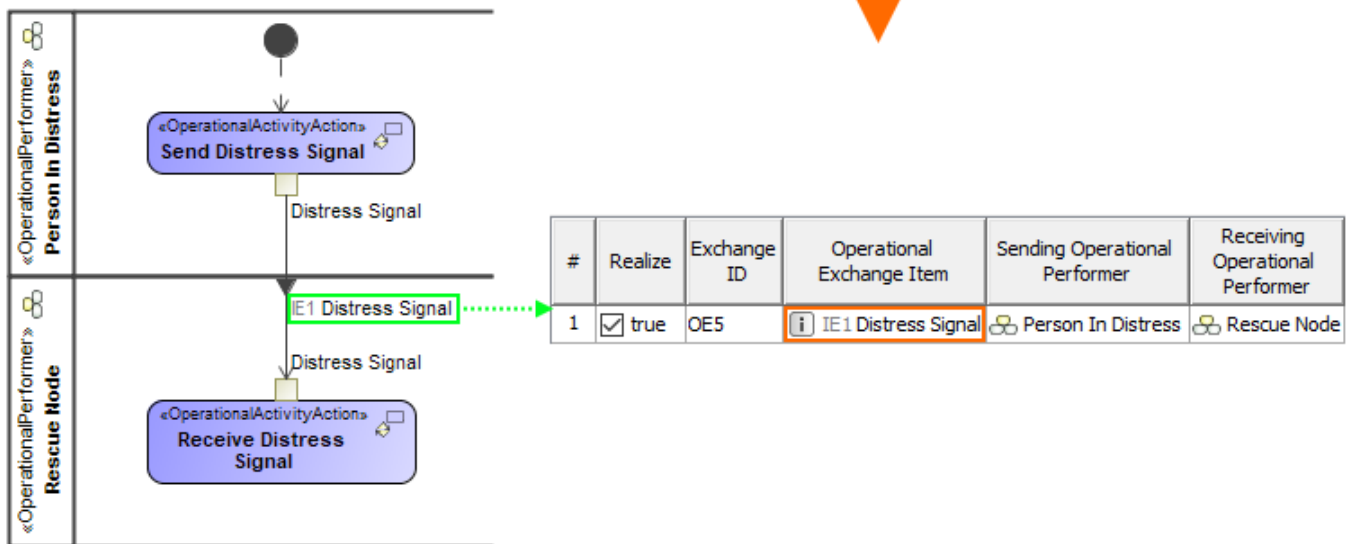 «OperationalPerformer»
Person In Distress
«OperationalActivityAction»
Send Distress Signal
Distress Signal
IE1 Distress Signal
Distress Signal
«OperationalPerformer»
Rescue Node
«OperationalActivityAction»
Receive Distress
Signal
# Realize Exchange ID Operational Exchange Item Sending Operational Performer Receiving Operational Performer
1 true OE5 IE1 Distress Signal Person In Distress Rescue Node